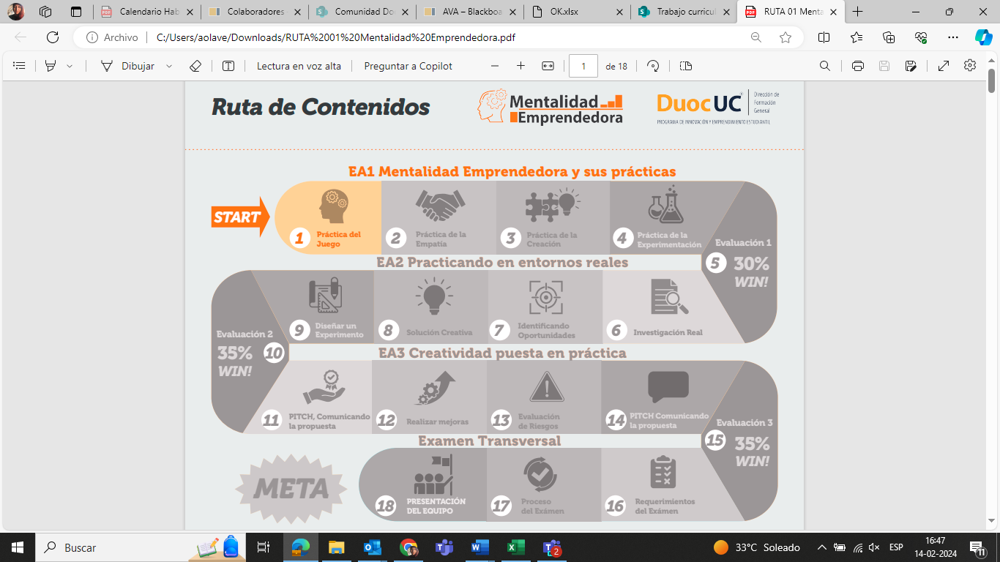 Calendario Hab
Colaboradores
Comunidad Do
AVA – Blackboa
OK.xlsx
Trabajo curricul
RUTA 01 Menta
Archivo
C:/Users/aolave/Downloads/RUTA%2001%20Mentalidad%20Emprendedora.pdf
Dibujar
Lectura en voz alta
Preguntar a Copilot
1
de 18
Ruta de Contenidos
Mentalidad
Emprendedora
DuocUC
Dirección de
Formación
General
PROGRAMA DE INNOVACIÓN Y EMPRENDIMIENTO ESTUDIANTIL
EA1 Mentalidad Emprendedora y sus prácticas
START
1 Práctica del
Juego
2 Práctica de la
Empatía
3 Práctica de la
Creación
4 Práctica de la
Experimentación
Evaluación 1
5 30%
WIN!
EA2 Practicando en entornos reales
9 Diseñar un
Experimento
8 Solución Creativa
7 Identificando
Oportunidades
6 Investigación Real
Evaluación 2
35% 10
WIN!
EA3 Creatividad puesta en práctica
11 PITCH, Comunicando
la propuesta
12 Realizar mejoras
13 Evaluación
de Riesgos
14 PITCH Comunicando
la propuesta
Evaluación 3
15 35%
WIN!
Examen Transversal
META
18 PRESENTACIÓN
DEL EQUIPO
17 Proceso
del Exámen
16 Requerimientos
del Exámen
Buscar
2
33°C Soleado
ESP
16:47
14-02-2024
11